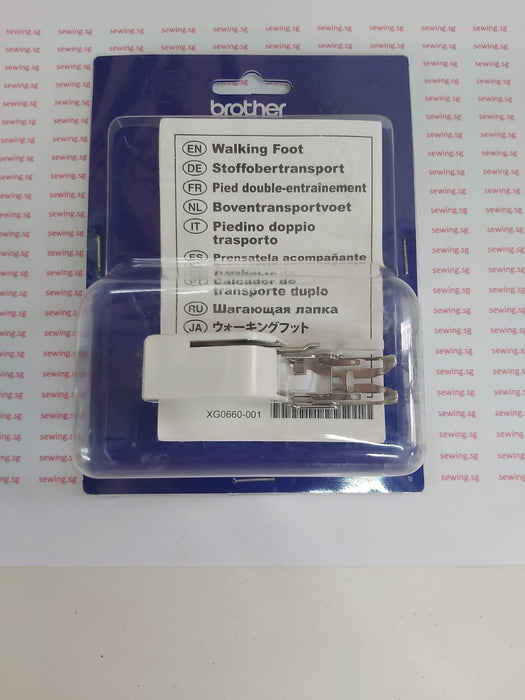 brother
EN Walking Foot
DE Stoffobertransport
FR Pied double-entraînement
NL Boventransportvoet
IT Piedino doppio
trasporto
ES Prensatela acompañante
Calcador de
transporte duplo
RU Шагающая лапка
JA ウォーキングフット
XG0660-001
sewing.sg